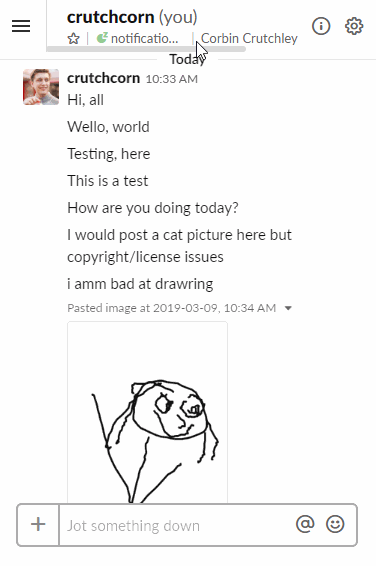 crutchcorn (you)
notificatio... | Corbin Crutchley
Today
crutchcorn 10:33 AM
Hi, all
Wello, world
Testing, here
This is a test
How are you doing today?
I would post a cat picture here but
copyright/license issues
i amm bad at drawring
Pasted image at 2019-03-09, 10:34 AM
Jot something down